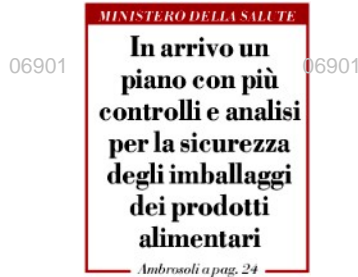 MINISTERO DELLA SALUTE
In arrivo un
06901
piano con più
06901
controlli e analisi
per la sicurezza
degli imballaggi
dei prodotti
alimentari
Ambrosoli a pag. 24